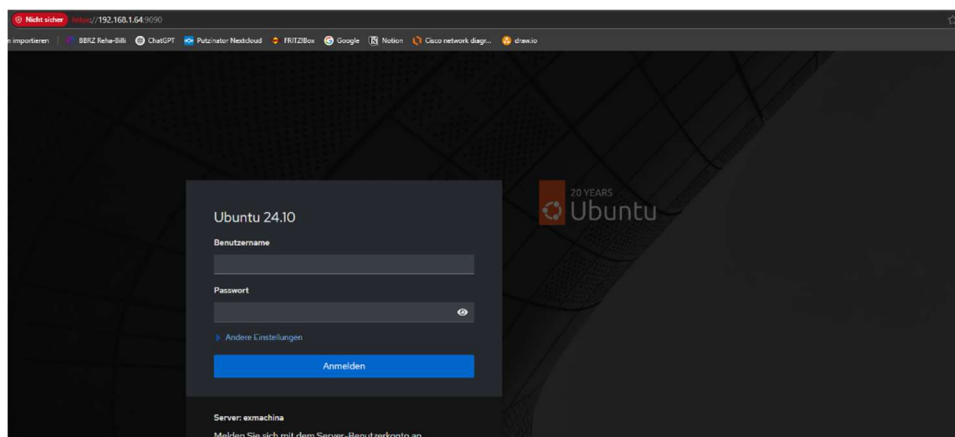 Nicht sicher https://192.168.1.64:9090
n importieren BBRZ Reha-Billi ChatGPT Putzinator Nextcloud FRITZ!Box Google Notion Cisco network diagr... draw.io
20 YEARS
Ubuntu
Ubuntu 24.10
Benutzername
Passwort
Andere Einstellungen
Anmelden
Server: exmachina
Melden Sie sich mit dem Server-Benutzerkonto an